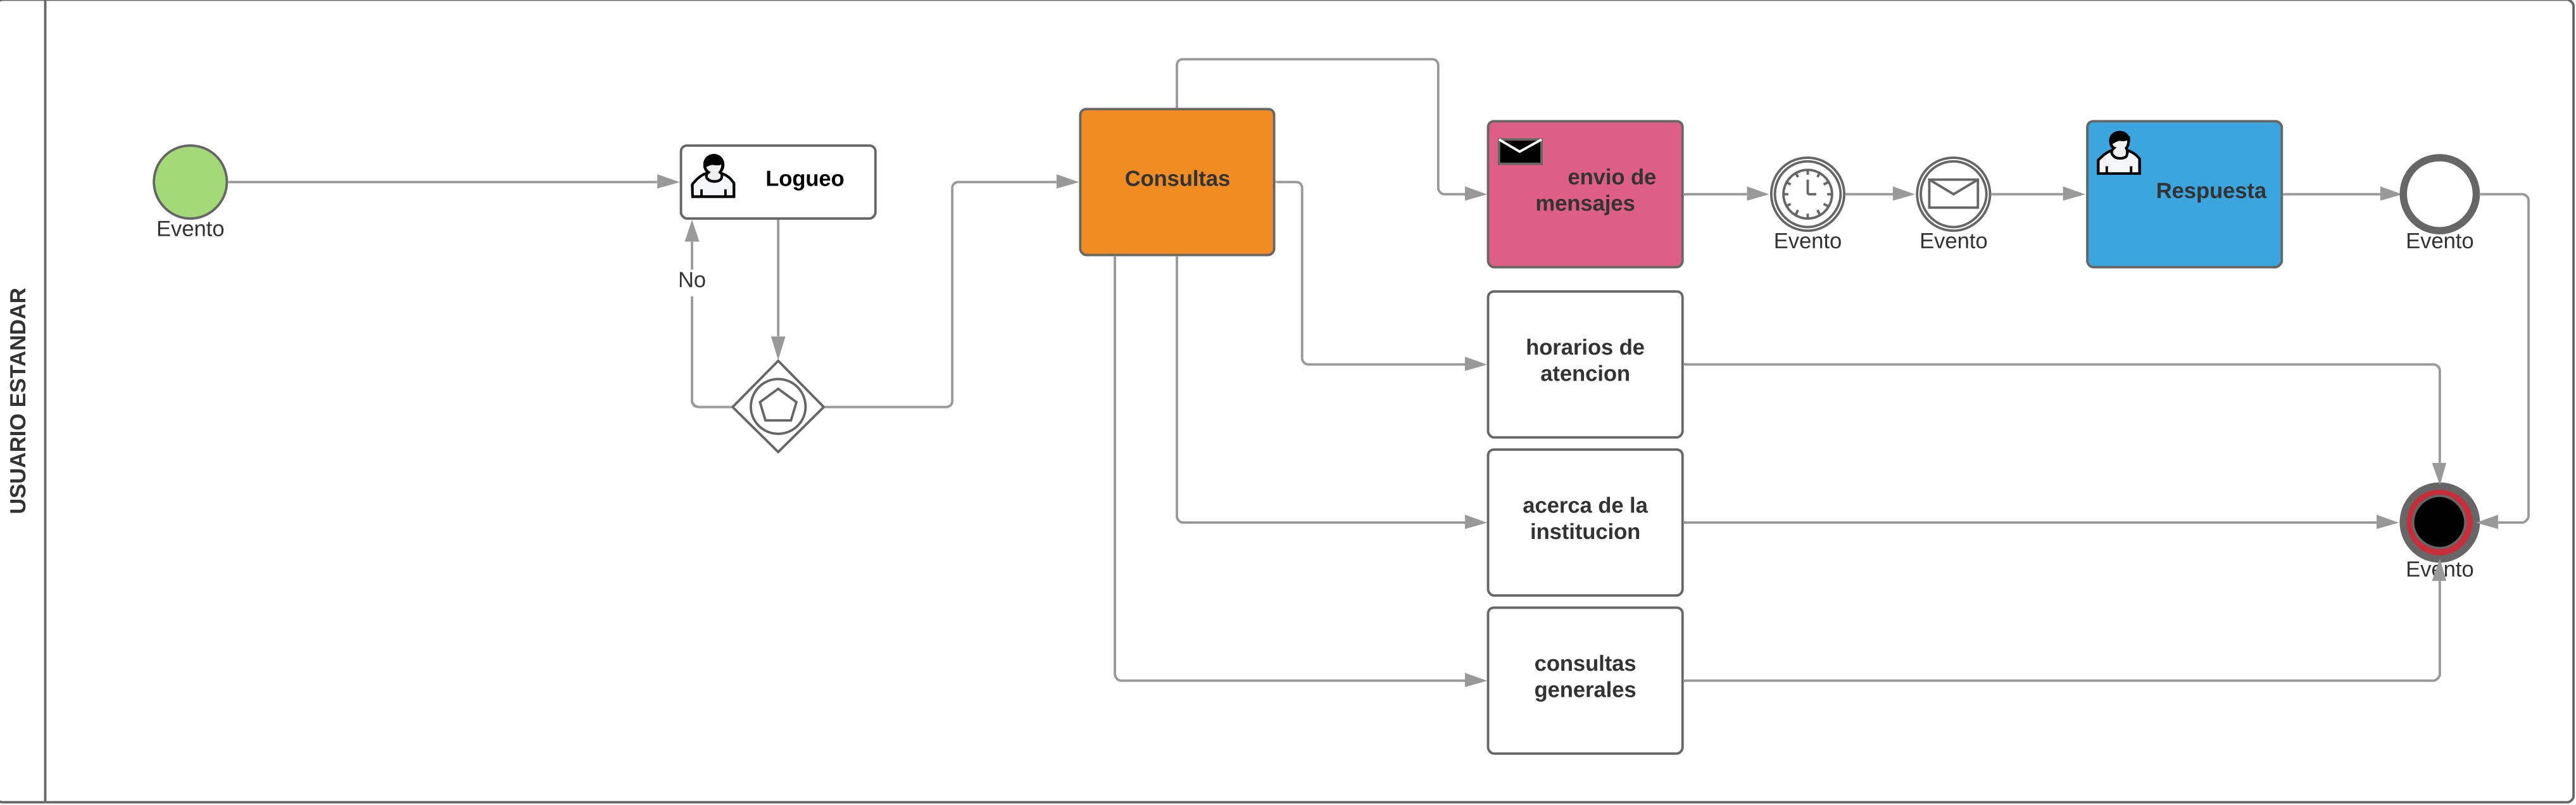 USUARIO ESTANDAR
Evento
Logueo
No
Consultas
envio de
mensajes
Evento
Evento
Respuesta
Evento
horarios de
atencion
acerca de la
institucion
Evento
consultas
generales